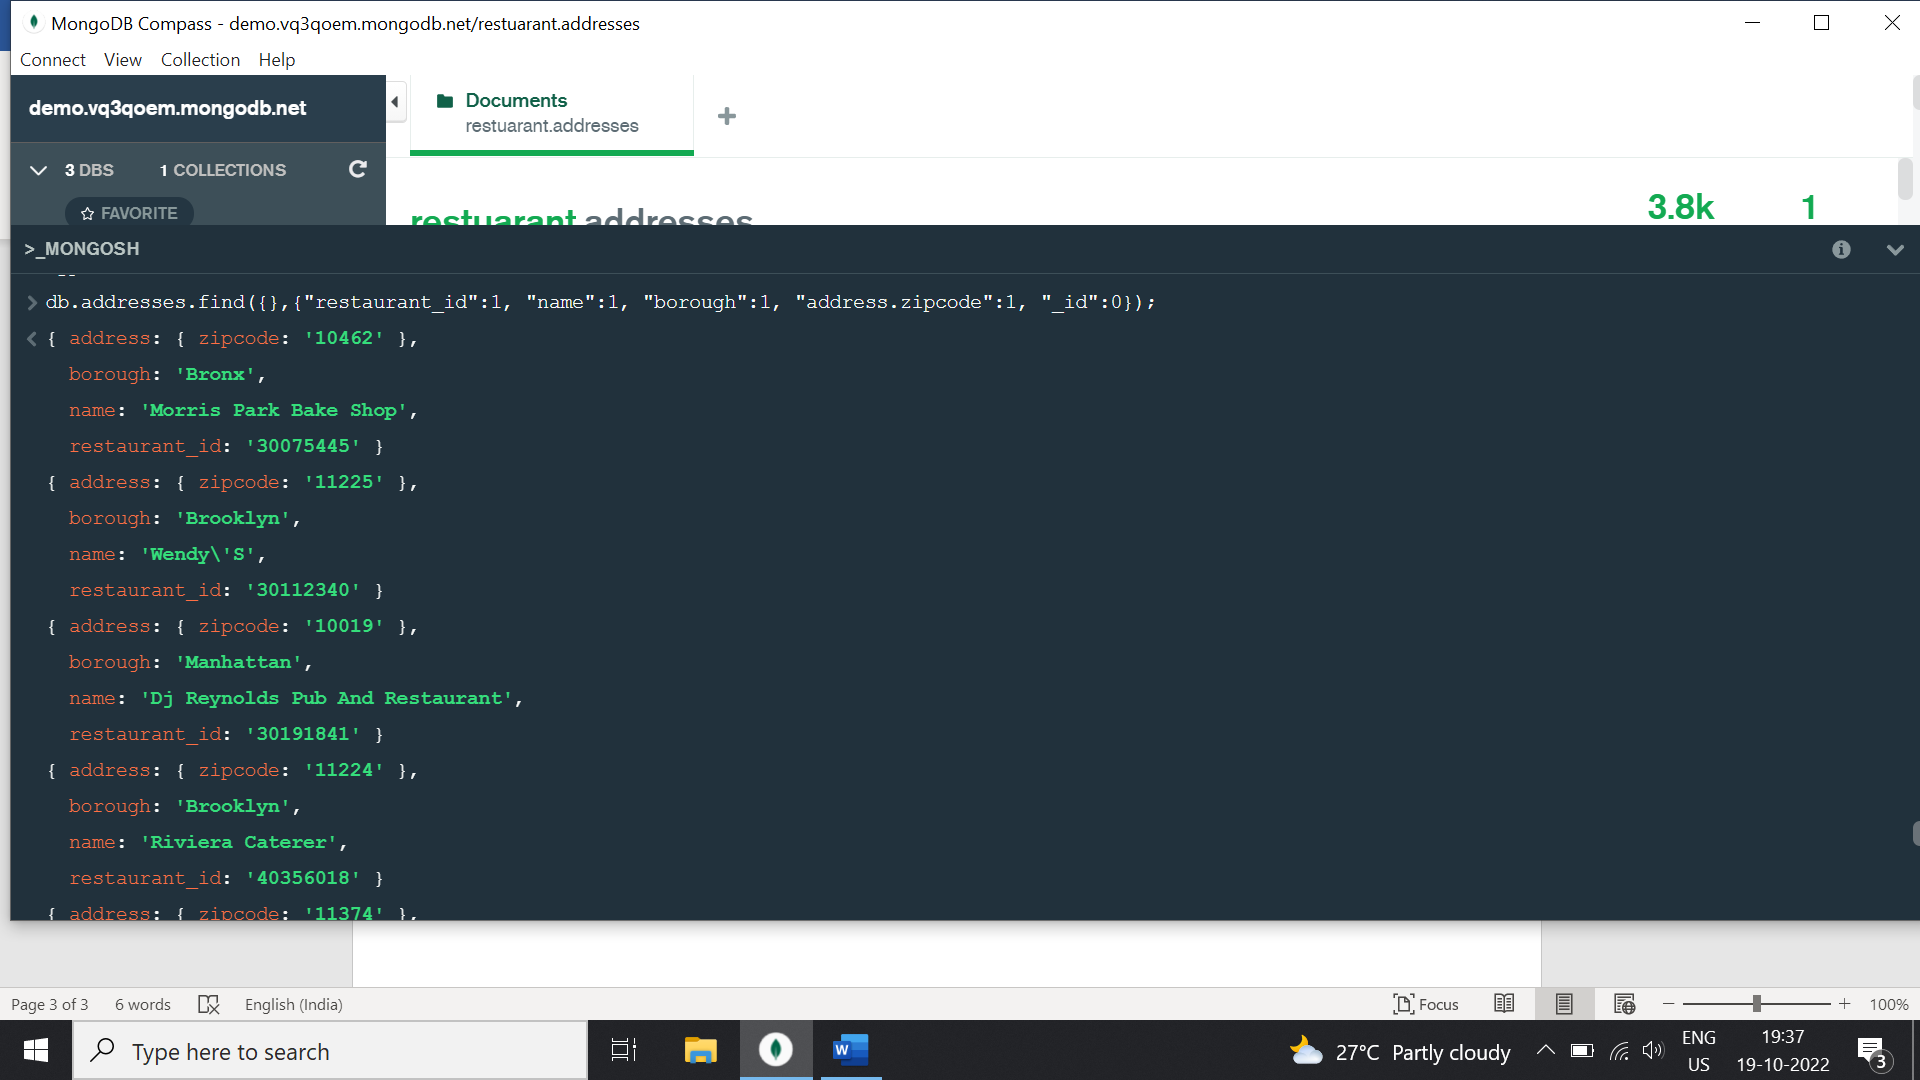 MongoDB Compass - demo.vq3qoem.mongodb.net/restuarant.addresses
Connect View Collection Help
demo.vq3qoem.mongodb.net
Documents
restuarant.addresses
3 DBS 1 COLLECTIONS
FAVORITE
restuarant.addresses
3.8k 1
>_MONGOSH
db.addresses.find({},{"restaurant_id":1, "name":1, "borough":1, "address.zipcode":1, "_id":0});
{ address: { zipcode: '10462' },
borough: 'Bronx',
name: 'Morris Park Bake Shop',
restaurant_id: '30075445' }
{ address: { zipcode: '11225' },
borough: 'Brooklyn',
name: 'Wendy\'S',
restaurant_id: '30112340' }
{ address: { zipcode: '10019' },
borough: 'Manhattan',
name: 'Dj Reynolds Pub And Restaurant',
restaurant_id: '30191841' }
{ address: { zipcode: '11224' },
borough: 'Brooklyn',
name: 'Riviera Caterer',
restaurant_id: '40356018' }
{ address: { zipcode: '11374' },
Page 3 of 3 6 words English (India) Focus 100%
Type here to search
W
27°C Partly cloudy
ENG
US
19:37
19-10-2022
3